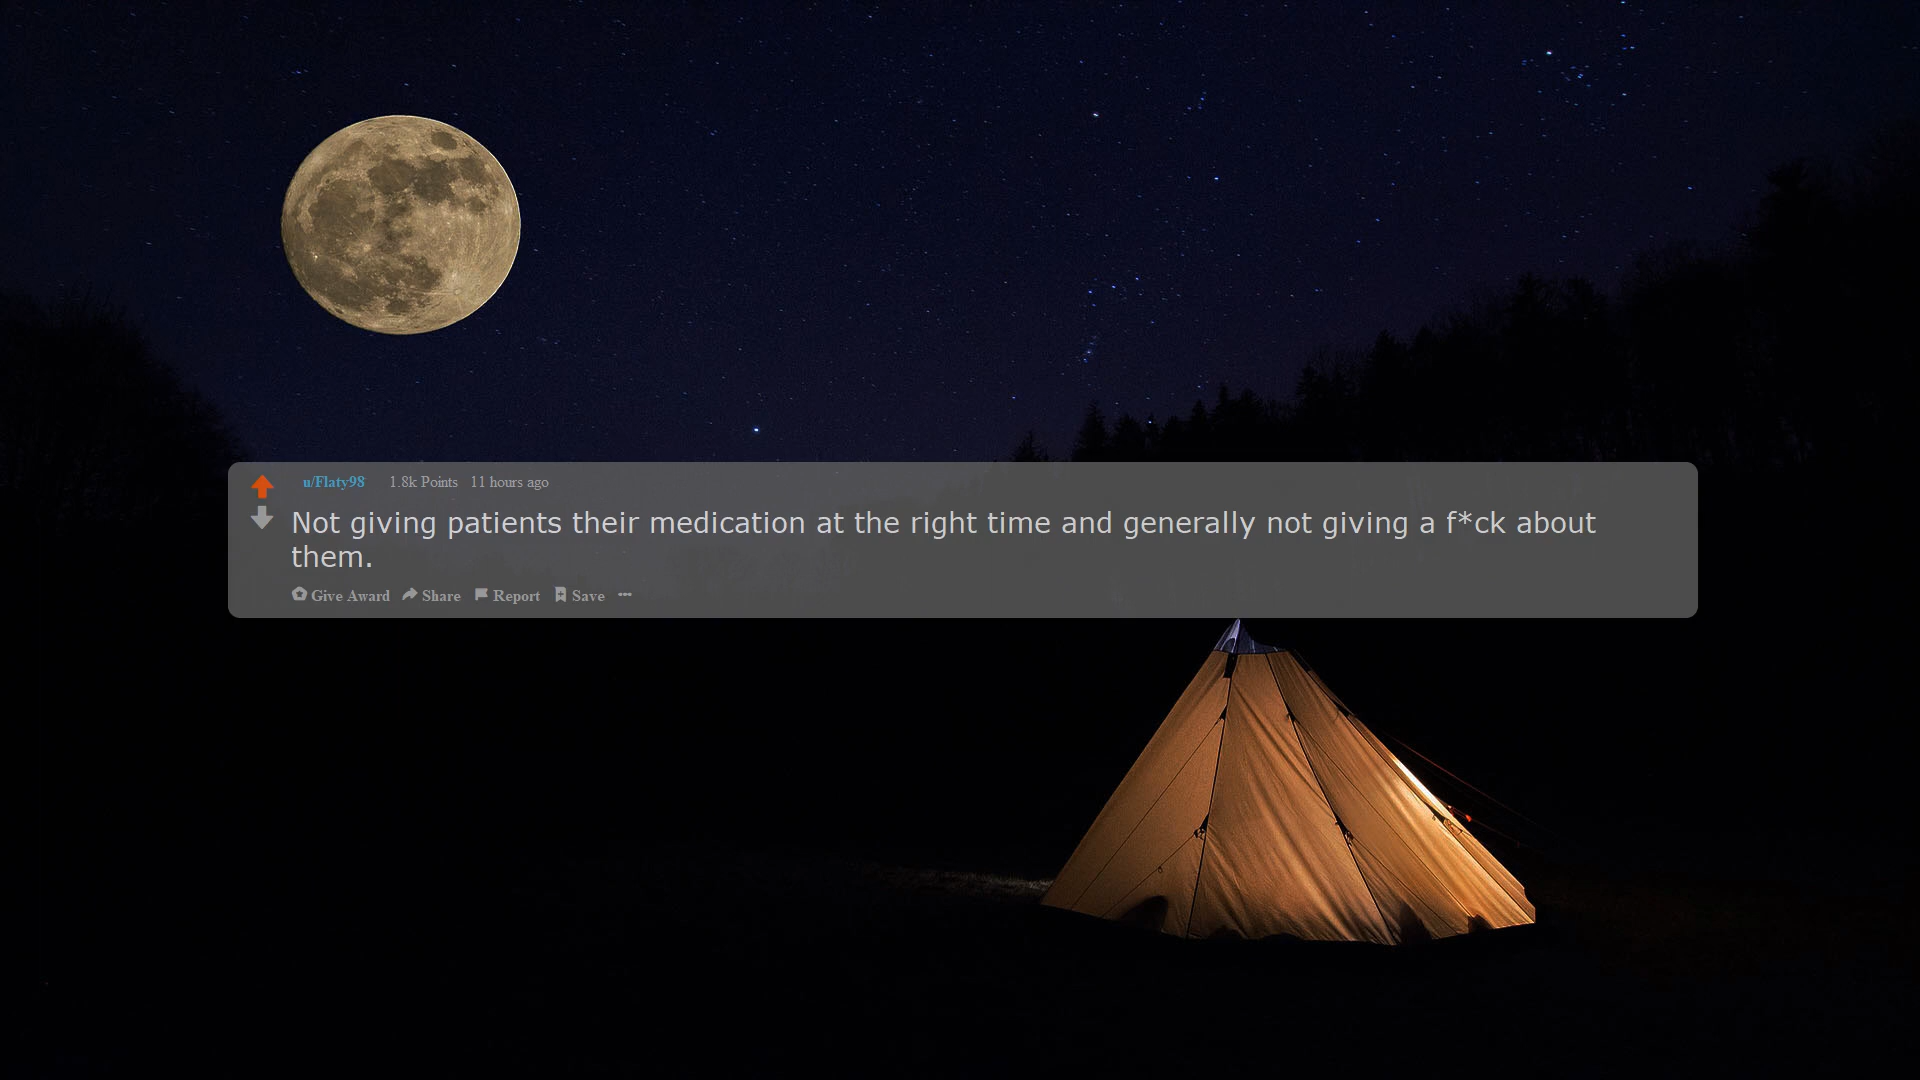 u/Flaty98 1.8k Points 11 hours ago
Not giving patients their medication at the right time and generally not giving a f*ck about
them.
Give Award Share Report Save ...